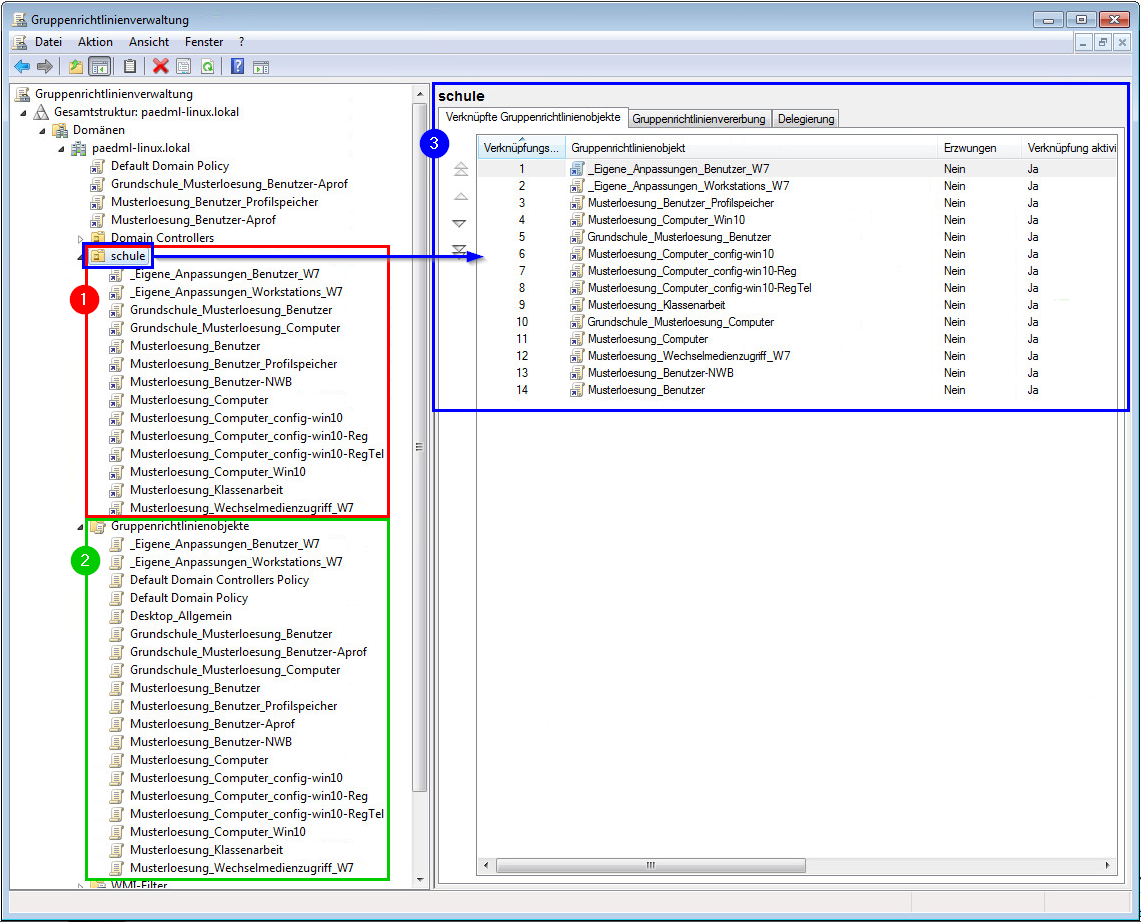 Gruppenrichtlinienverwaltung
Datei Aktion Ansicht Fenster ?
Gruppenrichtlinienverwaltung
Gesamtstruktur: paedml-linux.lokal
Domänen
paedml-linux.lokal
Default Domain Policy
Grundschule_Musterloesung_Benutzer-Aprof
Musterloesung_Benutzer_Profilspeicher
Musterloesung_Benutzer-Aprof
Domain Controllers
schule
1
_Eigene_Anpassungen_Benutzer_W7
_Eigene_Anpassungen_Workstations_W7
Grundschule_Musterloesung_Benutzer
Grundschule_Musterloesung_Computer
Musterloesung_Benutzer
Musterloesung_Benutzer_Profilspeicher
Musterloesung_Benutzer-NWB
Musterloesung_Computer
Musterloesung_Computer_config-win10
Musterloesung_Computer_config-win10-Reg
Musterloesung_Computer_config-win10-RegTel
Musterloesung_Computer_Win10
Musterloesung_Klassenarbeit
Musterloesung_Wechselmedienzugriff_W7
Gruppenrichtlinienobjekte
2
_Eigene_Anpassungen_Benutzer_W7
_Eigene_Anpassungen_Workstations_W7
Default Domain Controllers Policy
Default Domain Policy
Desktop_Allgemein
Grundschule_Musterloesung_Benutzer
Grundschule_Musterloesung_Benutzer-Aprof
Grundschule_Musterloesung_Computer
Musterloesung_Benutzer
Musterloesung_Benutzer_Profilspeicher
Musterloesung_Benutzer-Aprof
Musterloesung_Benutzer-NWB
Musterloesung_Computer
Musterloesung_Computer_config-win10
Musterloesung_Computer_config-win10-Reg
Musterloesung_Computer_config-win10-RegTel
Musterloesung_Computer_Win10
Musterloesung_Klassenarbeit
Musterloesung_Wechselmedienzugriff_W7
WMI-Filter
schule
Verknüpfte Gruppenrichtlinienobjekte Gruppenrichtlinienvererbung Delegierung
3
Verknüpfungs... Gruppenrichtlinienobjekt Erzwungen Verknüpfung aktivi
1 _Eigene_Anpassungen_Benutzer_W7 Nein Ja
2 _Eigene_Anpassungen_Workstations_W7 Nein Ja
3 Musterloesung_Benutzer_Profilspeicher Nein Ja
4 Musterloesung_Computer_Win10 Nein Ja
5 Grundschule_Musterloesung_Benutzer Nein Ja
6 Musterloesung_Computer_config-win10 Nein Ja
7 Musterloesung_Computer_config-win10-Reg Nein Ja
8 Musterloesung_Computer_config-win10-RegTel Nein Ja
9 Musterloesung_Klassenarbeit Nein Ja
10 Grundschule_Musterloesung_Computer Nein Ja
11 Musterloesung_Computer Nein Ja
12 Musterloesung_Wechselmedienzugriff_W7 Nein Ja
13 Musterloesung_Benutzer-NWB Nein Ja
14 Musterloesung_Benutzer Nein Ja